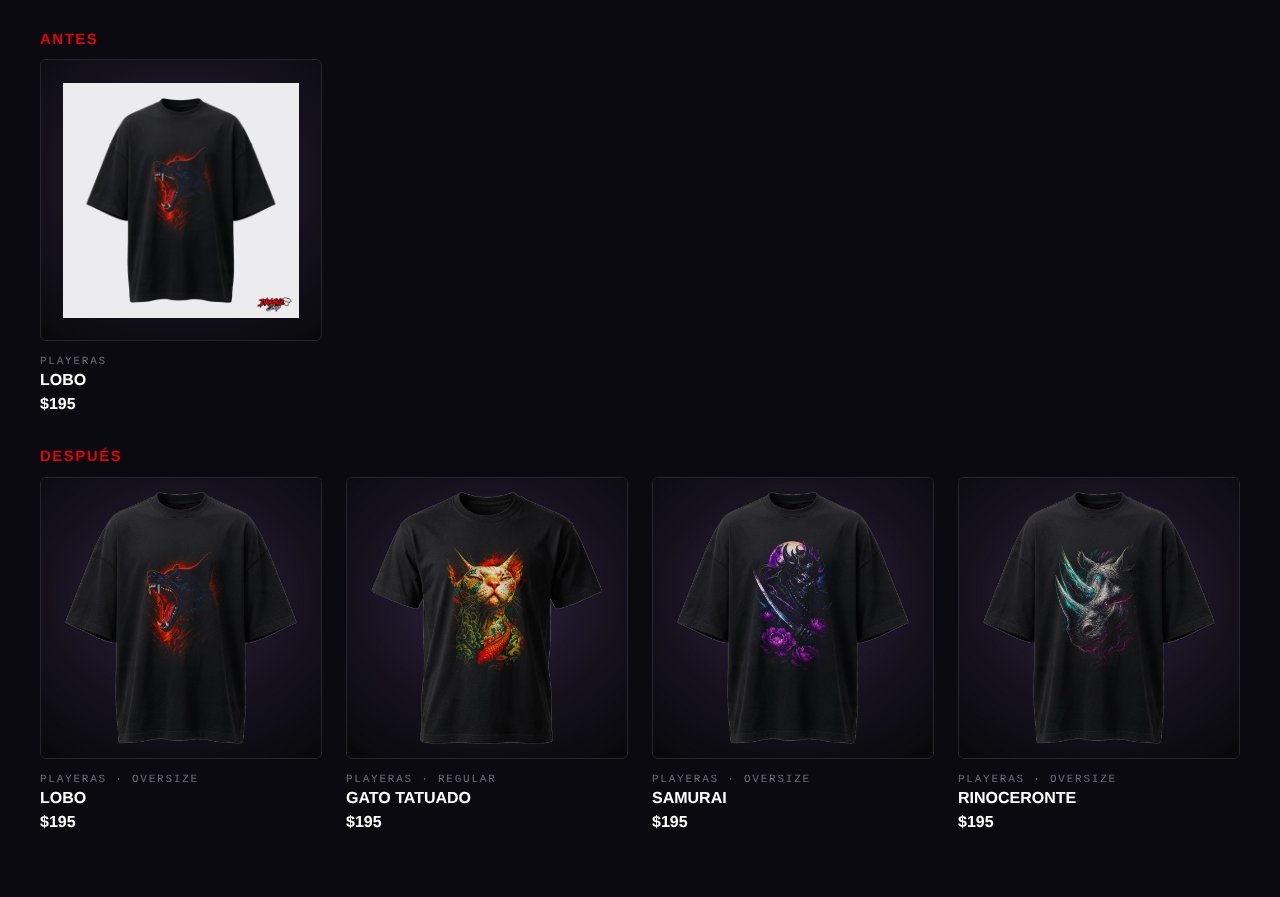 ANTES
PLAYERAS
LOBO
$195
DESPUÉS
PLAYERAS · OVERSIZE
LOBO
$195
PLAYERAS · REGULAR
GATO TATUADO
$195
PLAYERAS · OVERSIZE
SAMURAI
$195
PLAYERAS · OVERSIZE
RINOCERONTE
$195